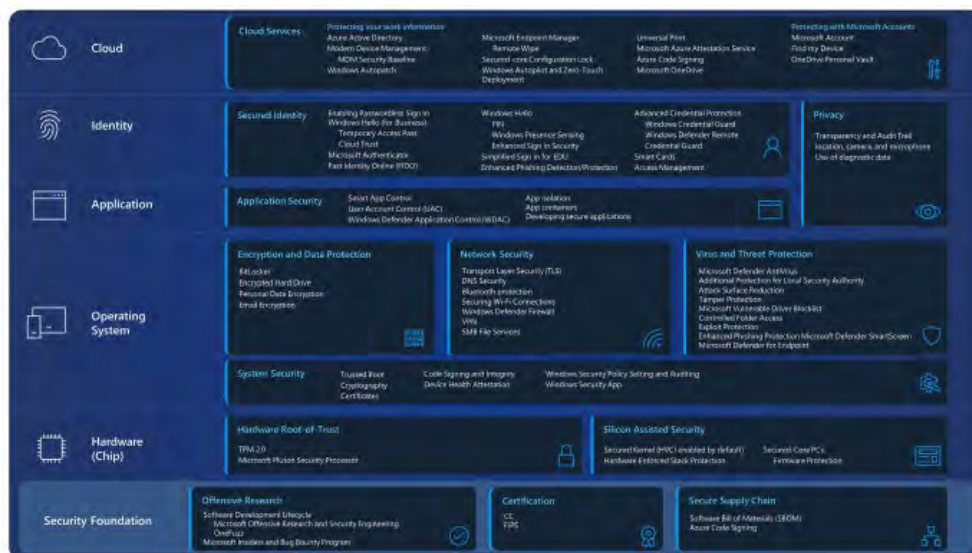 Cloud
Cloud Services
Protecting your work information
Azure Active Directory
Modern Device Management
MDM Security Baseline
Windows Autopatch
Microsoft Endpoint Manager
Remote Wipe
Secured-core Configuration Lock
Windows Autopilot and Zero-Touch
Deployment
Universal Print
Microsoft Azure Attestation Service
Azure Code Signing
Microsoft OneDrive
Protecting with Microsoft Accounts
Microsoft Account
Find my Device
OneDrive Personal Vault
Identity
Secured Identity
Enabling Passwordless Sign In
Windows Hello (for Business)
Temporary Access Pass
Cloud Trust
Microsoft Authenticator
Fast Identity Online (FIDO)
Windows Hello
PIN
Windows Presence Sensing
Enhanced Sign in Security
Simplified Sign in for EDU
Enhanced Phishing Detection/Protection
Advanced Credential Protection
Windows Credential Guard
Windows Defender Remote
Credential Guard
Smart Cards
Access Management
Privacy
Transparency and Audit Trail
location, camera, and microphone
Use of diagnostic data
Application
Application Security
Smart App Control
User Account Control (UAC)
Windows Defender Application Control (WDAC)
App isolation
App containers
Developing secure applications
Operating
System
Encryption and Data Protection
BitLocker
Encrypted Hard Drive
Personal Data Encryption
Email Encryption
Network Security
Transport Layer Security (TLS)
DNS Security
Bluetooth protection
Securing Wi-Fi Connections
Windows Defender Firewall
VPN
SMB File Services
Virus and Threat Protection
Microsoft Defender AntiVirus
Additional Protection for Local Security Authority
Attack Surface Reduction
Tamper Protection
Microsoft Vulnerable Driver Blocklist
Controlled Folder Access
Exploit Protection
Enhanced Phishing Protection Microsoft Defender SmartScreen
Microsoft Defender for Endpoint
System Security
Trusted Boot
Cryptography
Certificates
Code Signing and Integrity
Device Health Attestation
Windows Security Policy Setting and Auditing
Windows Security App
Hardware
(Chip)
Hardware Root-of-Trust
TPM 2.0
Microsoft Pluton Security Processor
Silicon Assisted Security
Secured Kernel (HVCI enabled by default)
Hardware Enforced Stack Protection
Secured-Core PCs
Firmware Protection
Security Foundation
Offensive Research
Software Development Lifecycle
Microsoft Offensive Research and Security Engineering
OneFuzz
Microsoft Insiders and Bug Bounty Program
Certification
CC
FIPS
Secure Supply Chain
Software Bill of Materials (SBOM)
Azure Code Signing